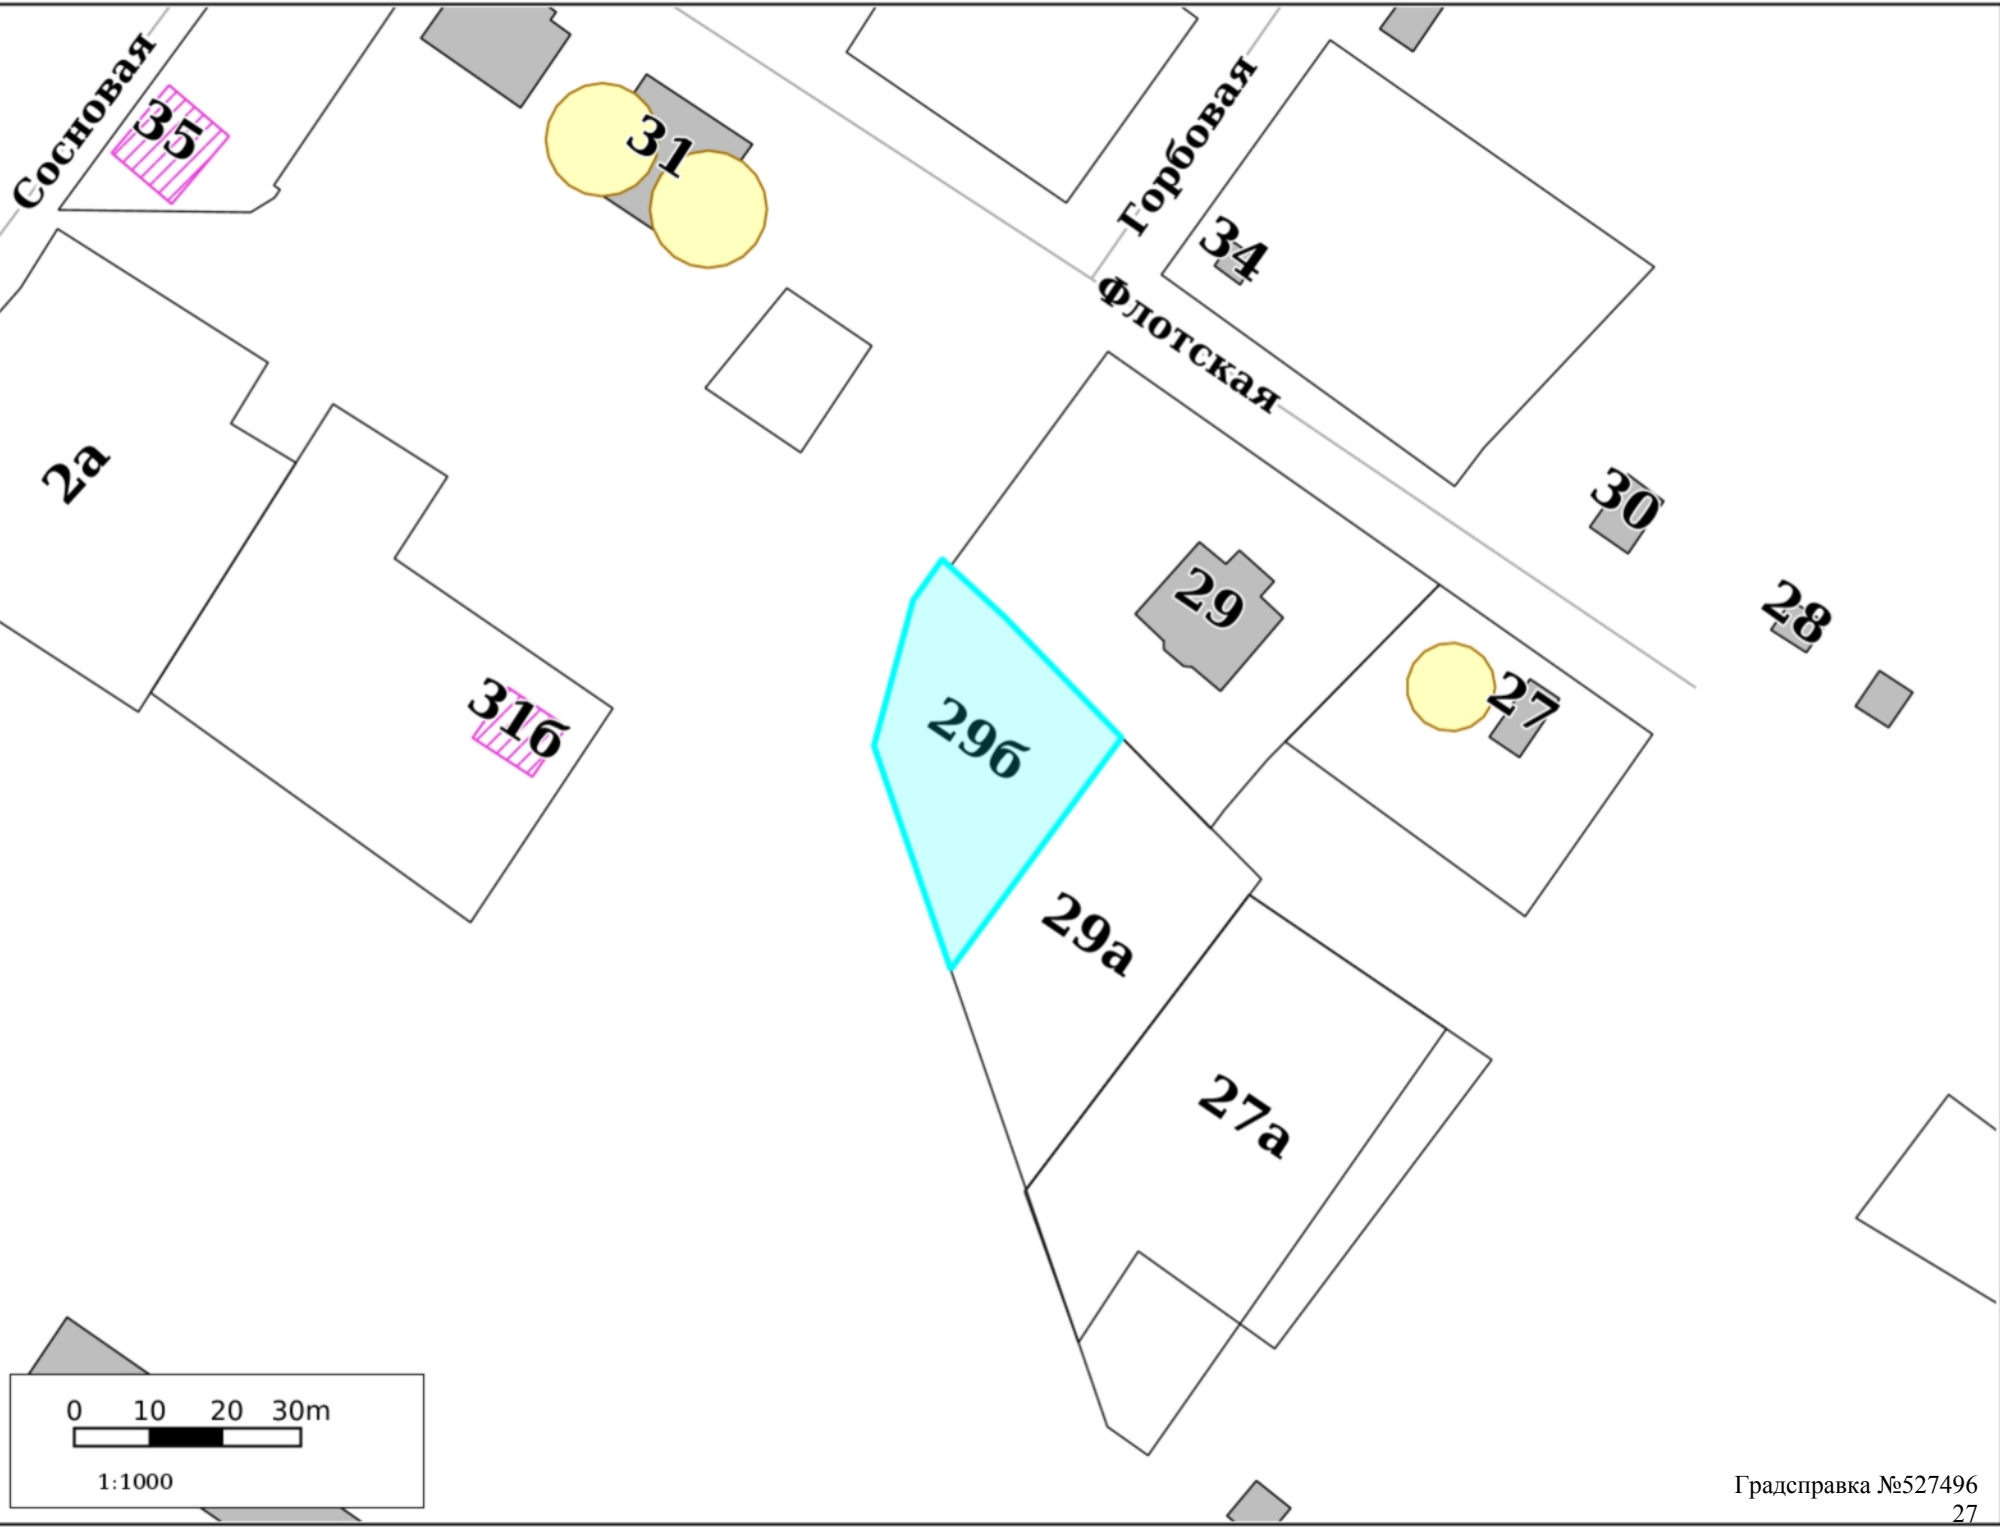 Сосновая
35
31
Горбовая
34
Флотская
2а
30
29
28
27
31б
29б
29а
27а
0 10 20 30m
1:1000
Градсправка №527496
27